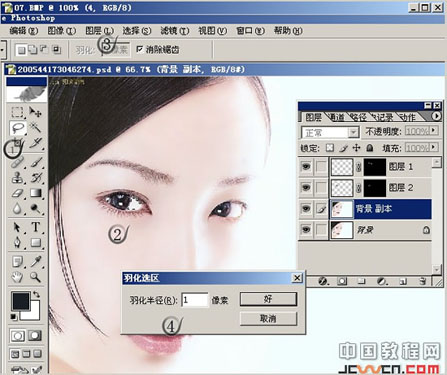 07.BMP @ 100% (4, RGB/8)
e Photoshop
编辑(E) 图像(I) 图层(L) 选择(S) 滤镜(T) 视图(V) 窗口(W) 帮助(H)
③
羽化: 像素 消除锯齿
200544173046274.psd @ 66.7% (背景 副本, RGB/8#)
①
②
图层 通道 路径 动作
正常 不透明度: 100%
锁定: 填充: 100%
图层 1
图层 2
背景 副本
背景
羽化选区
羽化半径(R): 1 像素
好
取消
④
中国教程网
JCWCN.COM